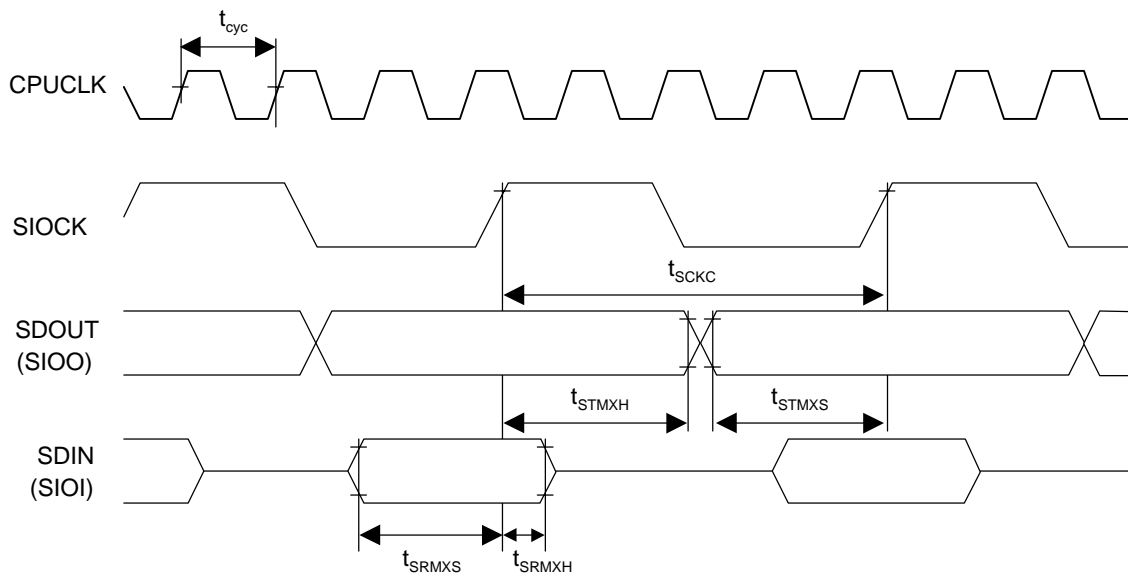 tcyc
CPUCLK
SIOCK
tSCKC
SDOUT
(SIOO)
tSTMXH
tSTMXS
SDIN
(SIOI)
tSRMXS
tSRMXH